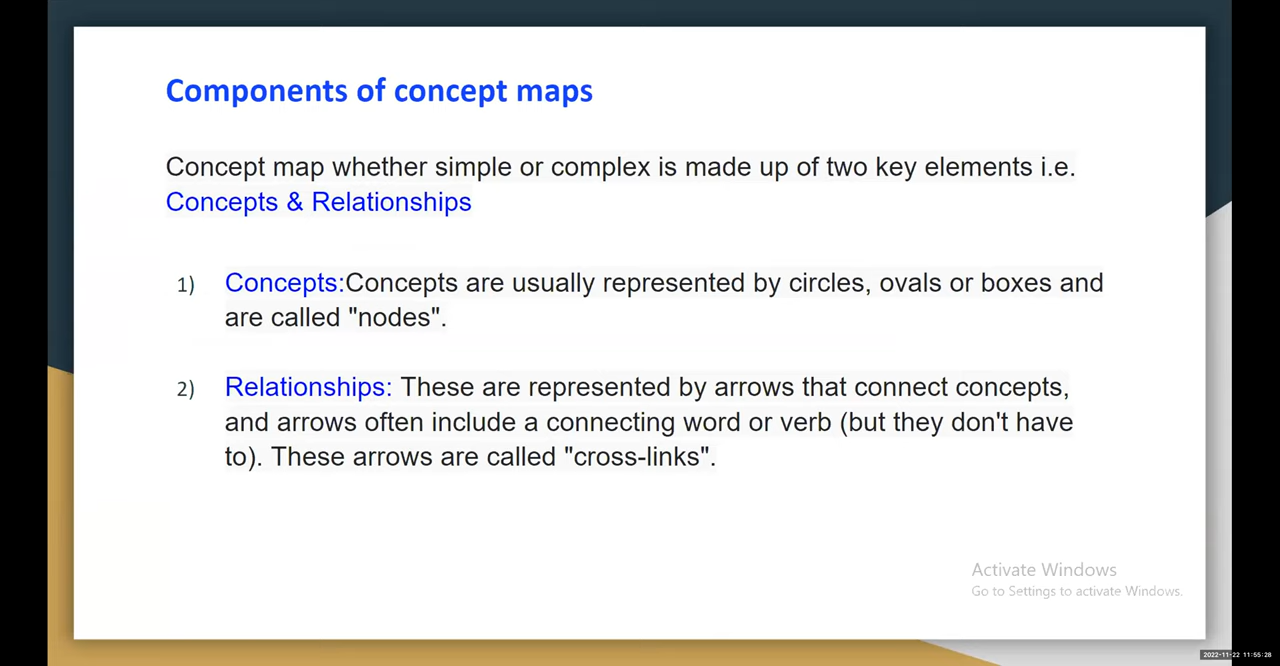 Components of concept maps
Concept map whether simple or complex is made up of two key elements i.e.
Concepts & Relationships
1) Concepts:Concepts are usually represented by circles, ovals or boxes and
are called "nodes".
2) Relationships: These are represented by arrows that connect concepts,
and arrows often include a connecting word or verb (but they don't have
to). These arrows are called "cross-links".
Activate Windows
Go to Settings to activate Windows.
2022-11-22 11:55:28